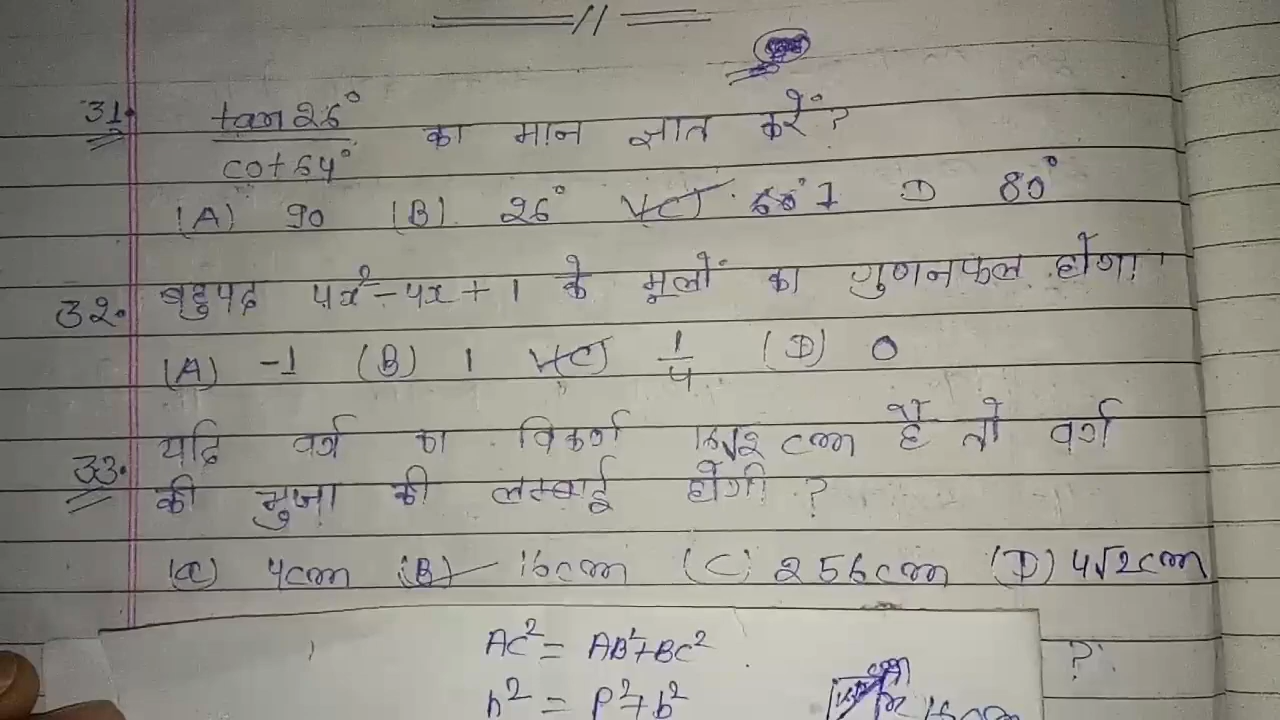 31. tan26°/cot64° का मान ज्ञात करें ?
(A) 90 (B) 26° (C) 1 D 80°
32. बहुपद 4x²-4x+1 के मूलों का गुणनफल होगा।
(A) -1 (B) 1 (C) 1/4 (D) 0
33. यदि वर्ग का विकर्ण 16√2 cm है तो वर्ग
की भुजा की लम्बाई होगी ?
(a) 4cm (B) 16cm (C) 256cm (D) 4√2cm
AC² = AB²+BC²
h² = P²+b²
?